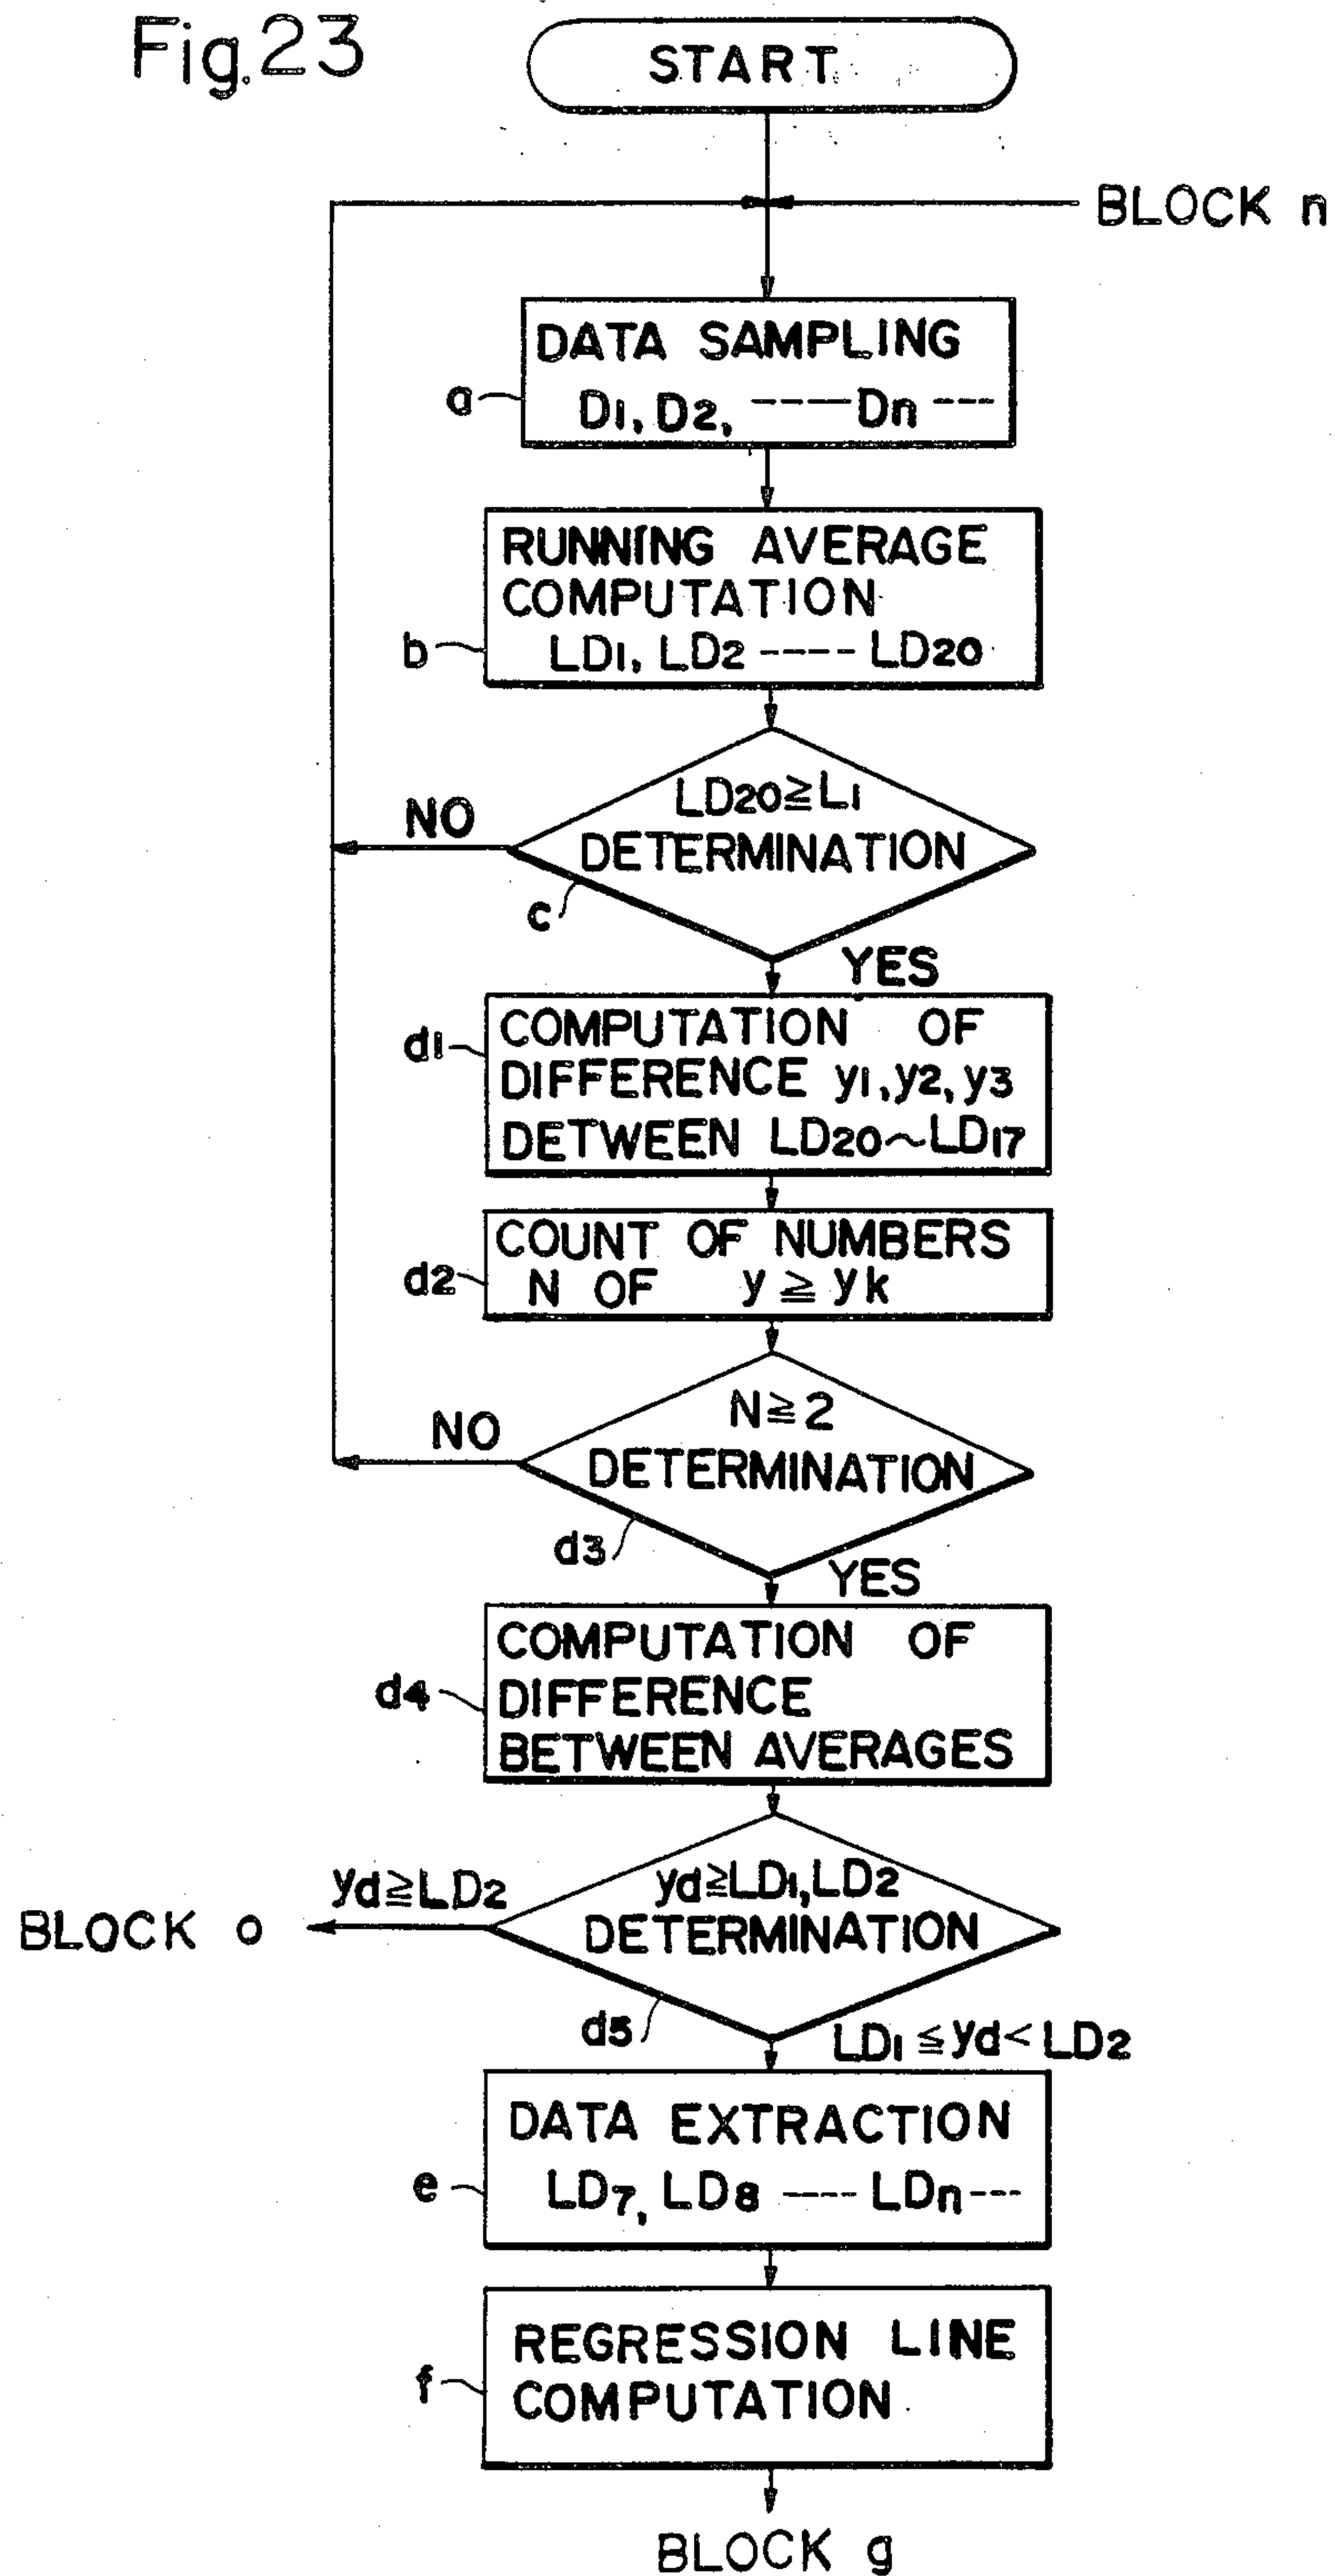 Fig.23
START
BLOCK n
DATA SAMPLING
a
D1, D2, ----Dn ---
RUNNING AVERAGE
COMPUTATION
b
LD1, LD2 ---- LD20
LD20≧L1
NO
DETERMINATION
c
YES
d1
COMPUTATION OF
DIFFERENCE y1, y2, y3
DETWEEN LD20~LD17
COUNT OF NUMBERS
d2
N OF y ≧ yk
N≧2
NO
DETERMINATION
d3
YES
COMPUTATION OF
d4
DIFFERENCE
BETWEEN AVERAGES
yd≧LD2
yd≧LD1, LD2
BLOCK o
DETERMINATION
d5
LD1 ≦ yd < LD2
DATA EXTRACTION
e
LD7, LD8 ---- LDn ---
REGRESSION LINE
f
COMPUTATION
BLOCK g